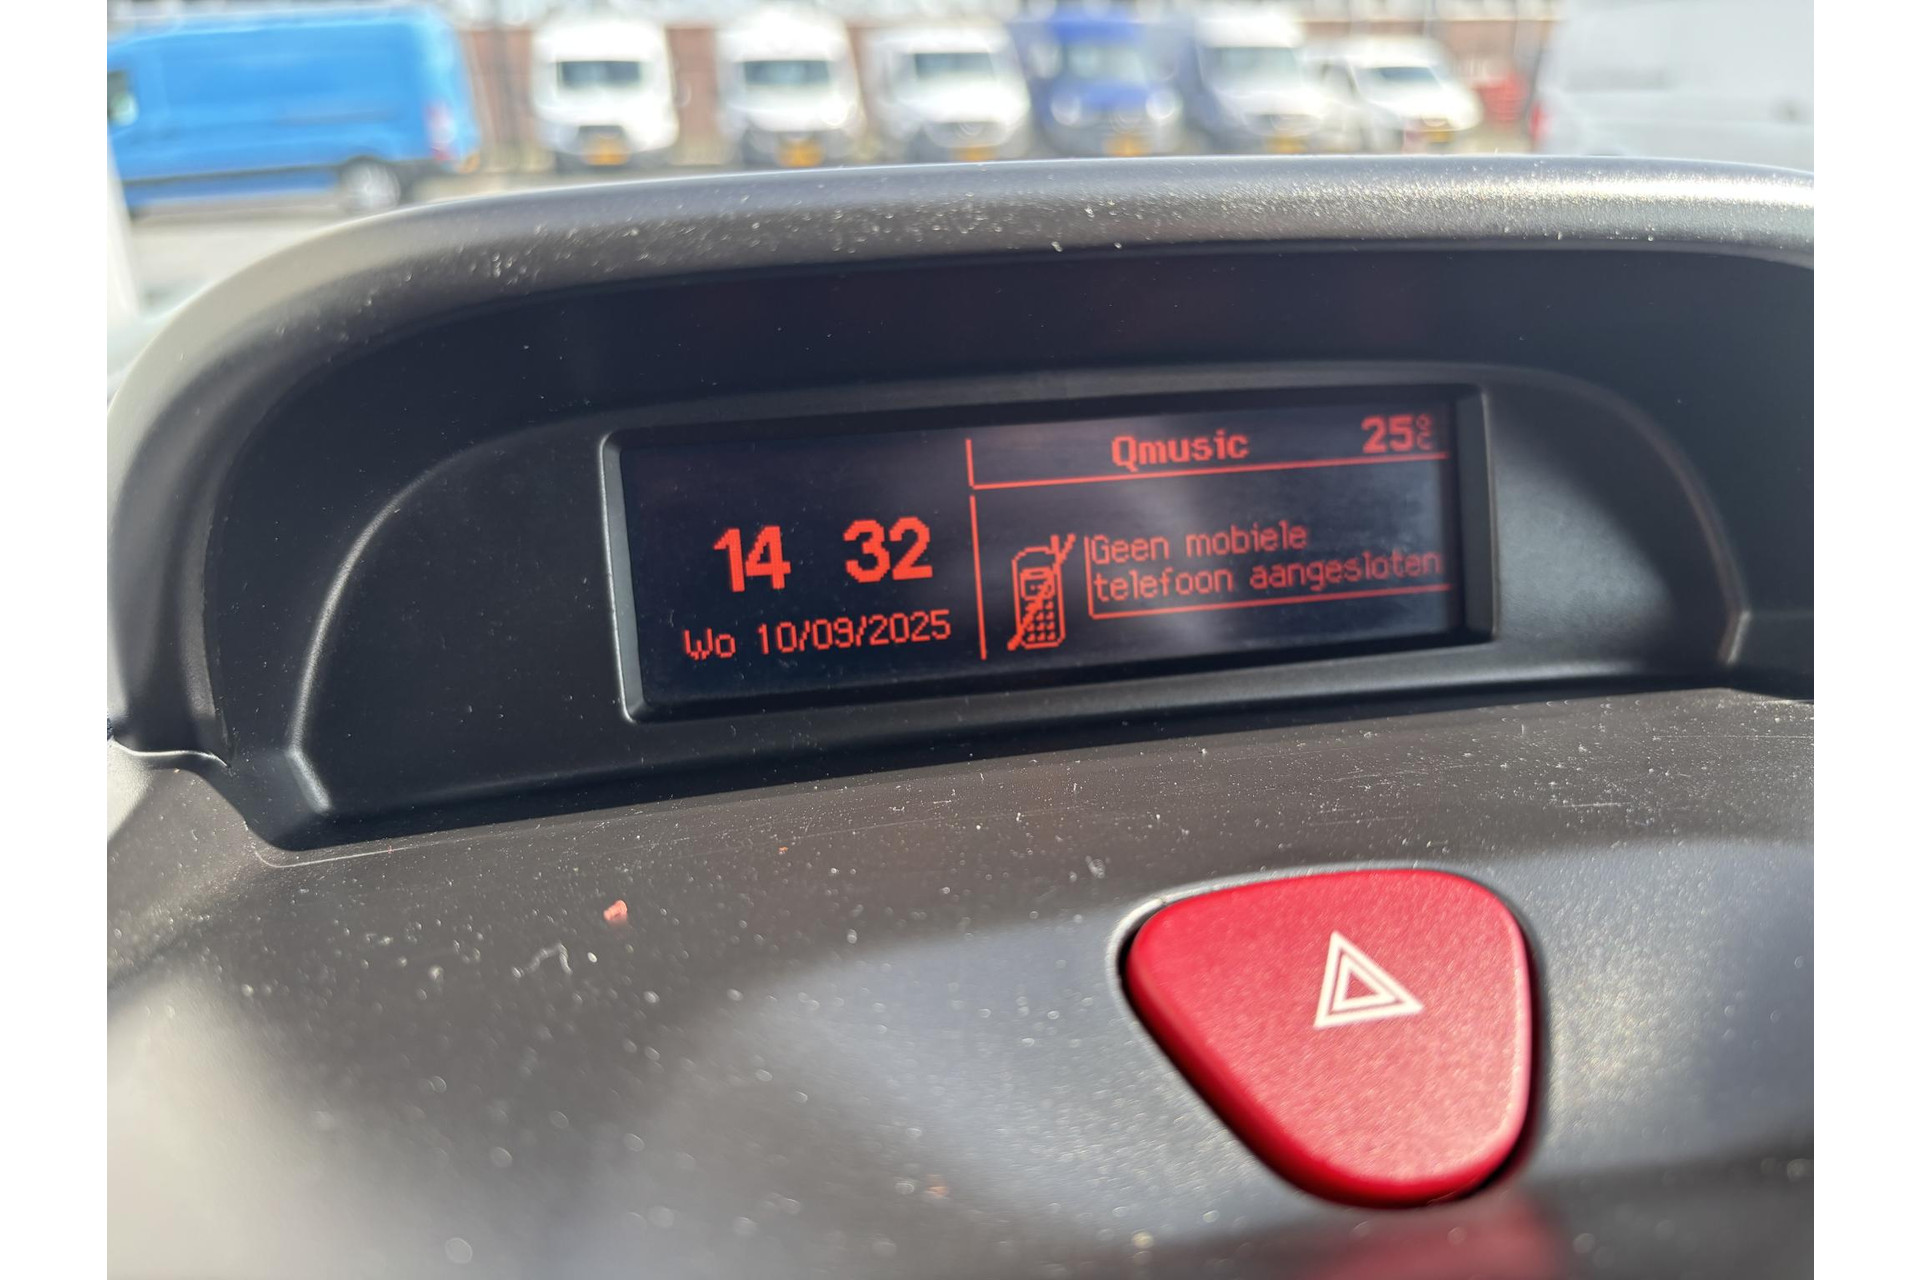 Qmusic 25°C
14 32
Wo 10/09/2025
Geen mobiele
telefoon aangesloten